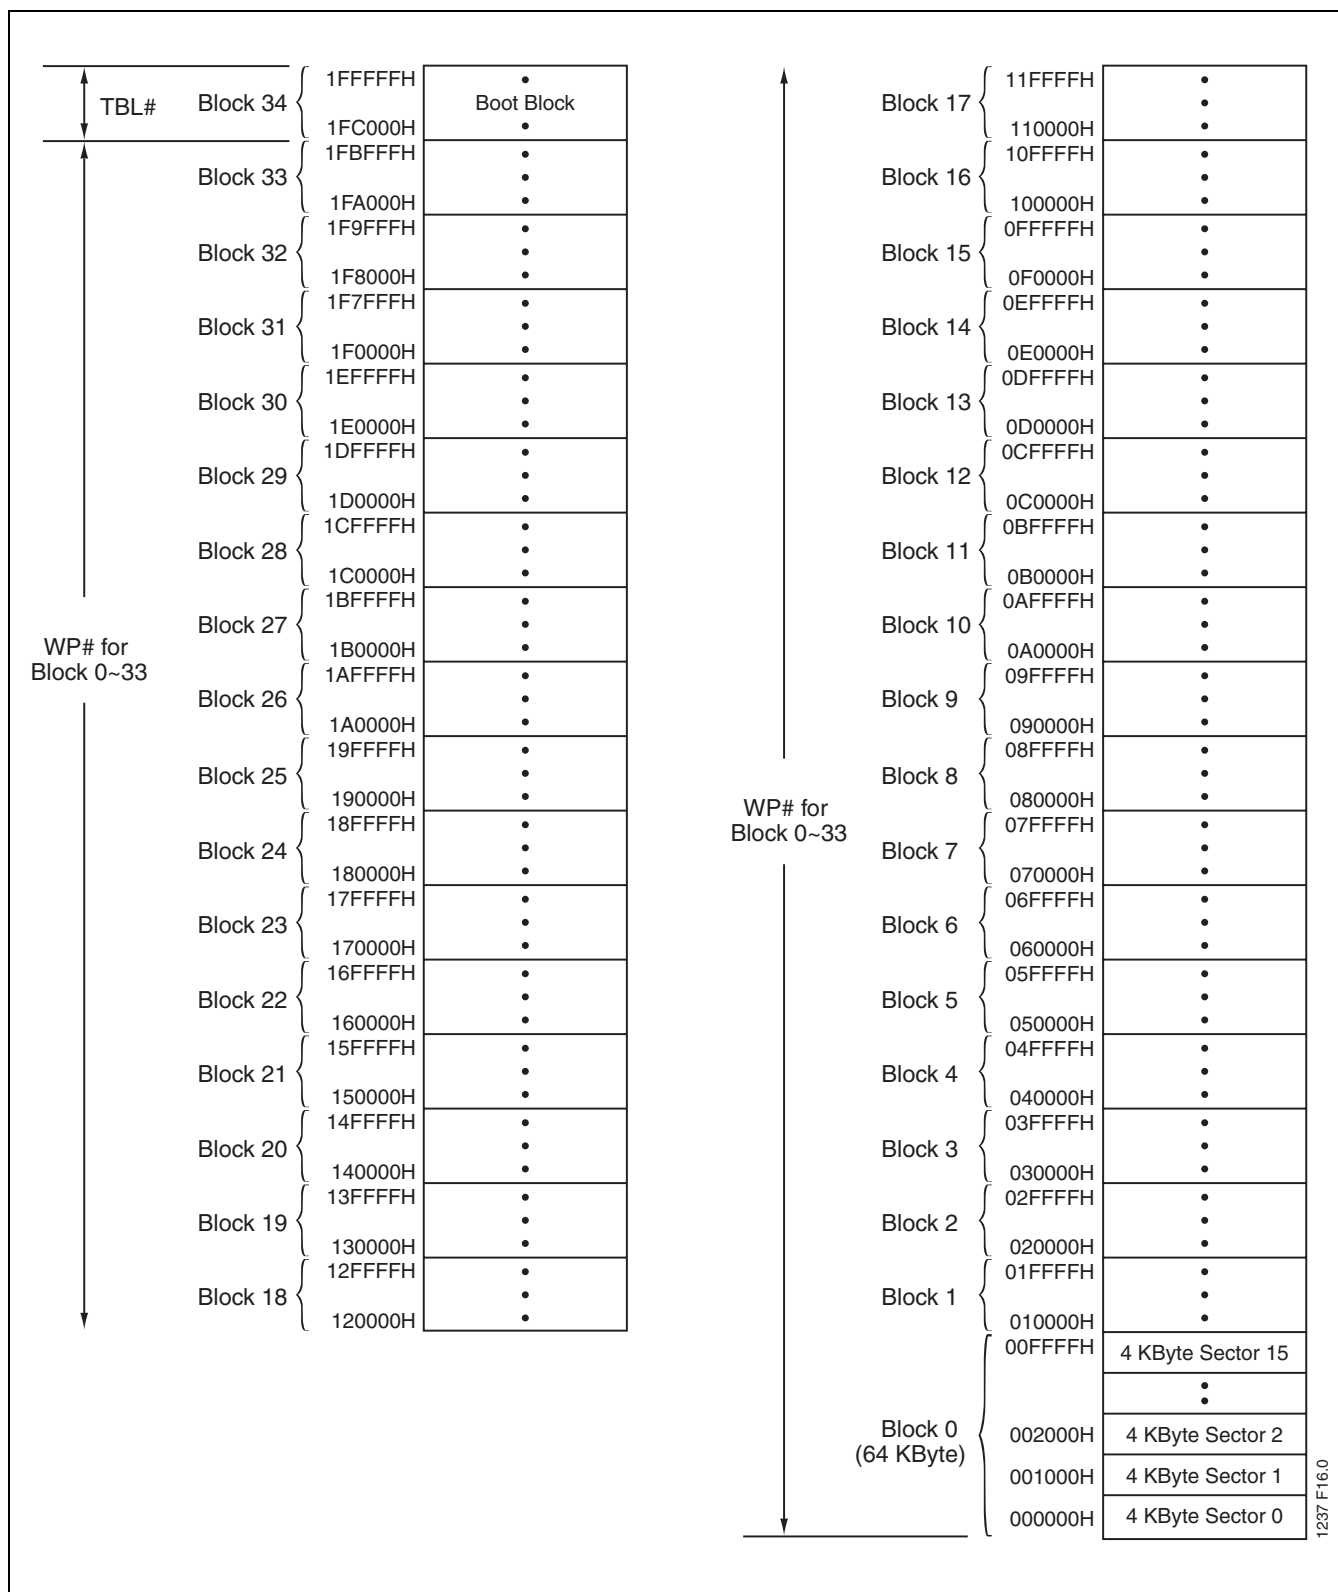 TBL#
WP# for
Block 0~33
Block 34
1FFFFFH
Boot Block
1FC000H
Block 33
1FBFFFH
1FA000H
Block 32
1F9FFFH
1F8000H
Block 31
1F7FFFH
1F0000H
Block 30
1EFFFFH
1E0000H
Block 29
1DFFFFH
1D0000H
Block 28
1CFFFFH
1C0000H
Block 27
1BFFFFH
1B0000H
Block 26
1AFFFFH
1A0000H
Block 25
19FFFFH
190000H
Block 24
18FFFFH
180000H
Block 23
17FFFFH
170000H
Block 22
16FFFFH
160000H
Block 21
15FFFFH
150000H
Block 20
14FFFFH
140000H
Block 19
13FFFFH
130000H
Block 18
12FFFFH
120000H
WP# for
Block 0~33
Block 17
11FFFFH
110000H
Block 16
10FFFFH
100000H
Block 15
0FFFFFH
0F0000H
Block 14
0EFFFFH
0E0000H
Block 13
0DFFFFH
0D0000H
Block 12
0CFFFFH
0C0000H
Block 11
0BFFFFH
0B0000H
Block 10
0AFFFFH
0A0000H
Block 9
09FFFFH
090000H
Block 8
08FFFFH
080000H
Block 7
07FFFFH
070000H
Block 6
06FFFFH
060000H
Block 5
05FFFFH
050000H
Block 4
04FFFFH
040000H
Block 3
03FFFFH
030000H
Block 2
02FFFFH
020000H
Block 1
01FFFFH
010000H
Block 0
(64 KByte)
00FFFFH 4 KByte Sector 15
002000H 4 KByte Sector 2
001000H 4 KByte Sector 1
000000H 4 KByte Sector 0
1237 F16.0